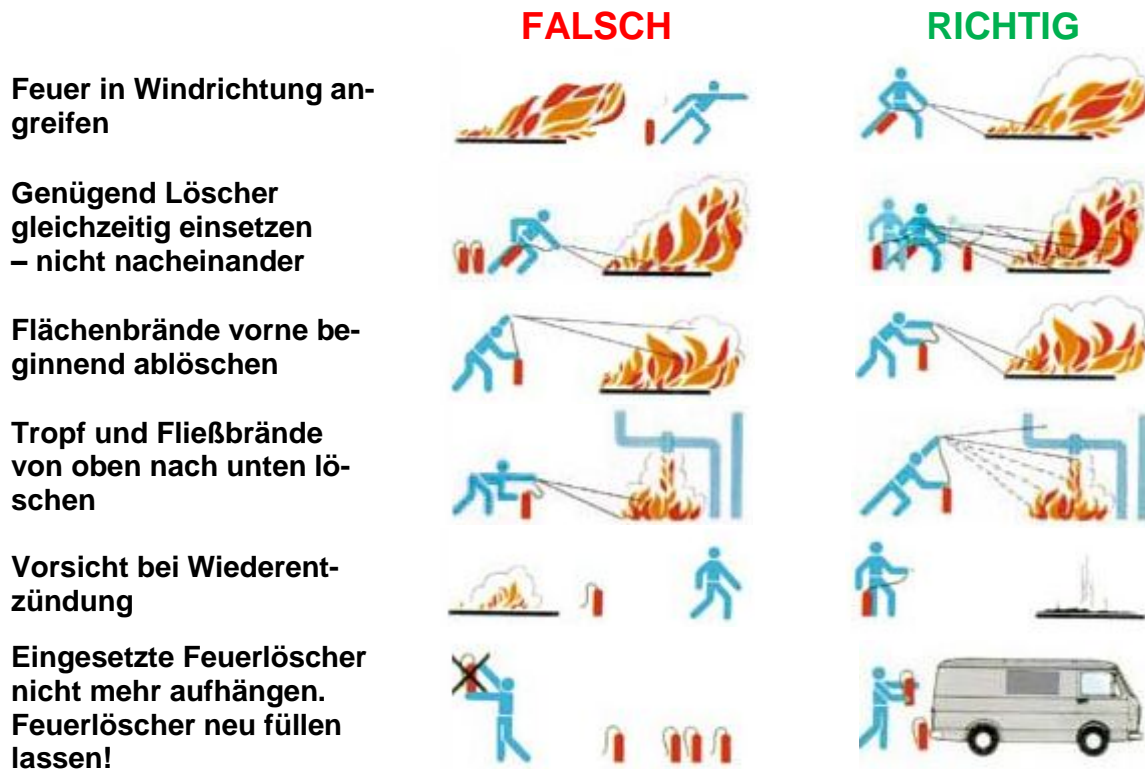 FALSCH RICHTIG
Feuer in Windrichtung an-
greifen
Genügend Löscher
gleichzeitig einsetzen
– nicht nacheinander
Flächenbrände vorne be-
ginnend ablöschen
Tropf und Fließbrände
von oben nach unten lö-
schen
Vorsicht bei Wiederent-
zündung
Eingesetzte Feuerlöscher
nicht mehr aufhängen.
Feuerlöscher neu füllen
lassen!